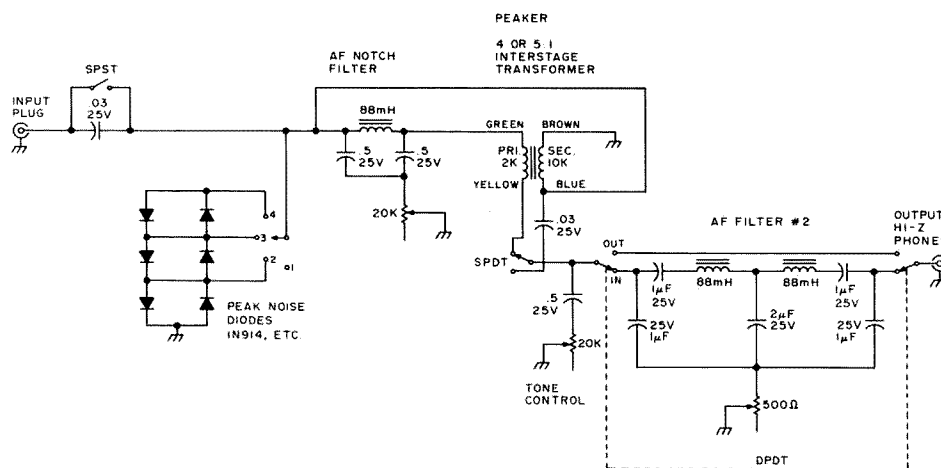 PEAKER
4 OR 5:1
INTERSTAGE
TRANSFORMER
AF NOTCH
FILTER
SPST
INPUT
PLUG
.03
25V
88mH
GREEN
BROWN
.5
25V
.5
25V
PRI.
2K
SEC.
10K
YELLOW
BLUE
20K
.03
25V
4
3
2
1
PEAK NOISE
DIODES
IN914, ETC.
SPDT
AF FILTER #2
OUTPUT
HI-Z
PHONE
OUT
IN
1µF
25V
88mH
88mH
1µF
25V
.5
25V
25V
1µF
2µF
25V
25V
1µF
20K
TONE
CONTROL
500Ω
DPDT